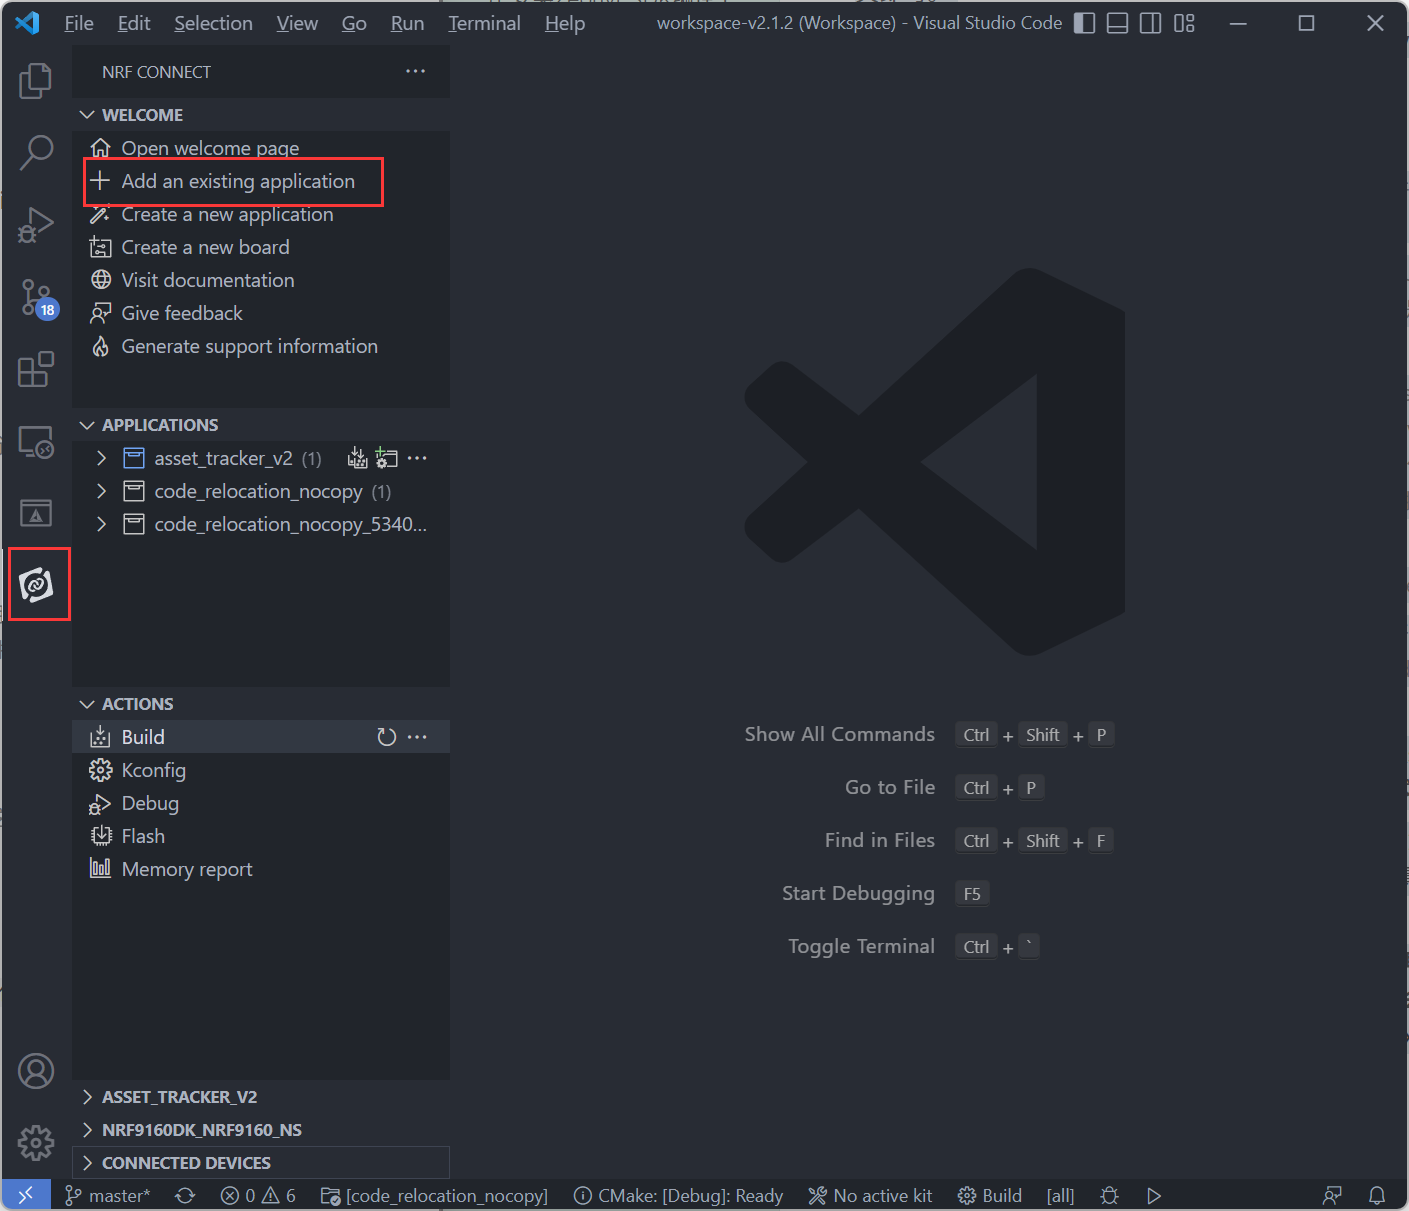 File Edit Selection View Go Run Terminal Help workspace-v2.1.2 (Workspace) - Visual Studio Code
NRF CONNECT
WELCOME
Open welcome page
Add an existing application
Create a new application
Create a new board
Visit documentation
Give feedback
Generate support information
18
APPLICATIONS
asset_tracker_v2 (1)
code_relocation_nocopy (1)
code_relocation_nocopy_5340...
ACTIONS
Build
Kconfig
Debug
Flash
Memory report
Show All Commands Ctrl + Shift + P
Go to File Ctrl + P
Find in Files Ctrl + Shift + F
Start Debugging F5
Toggle Terminal Ctrl + `
ASSET_TRACKER_V2
NRF9160DK_NRF9160_NS
CONNECTED DEVICES
master* 0 6 [code_relocation_nocopy] CMake: [Debug]: Ready No active kit Build [all]